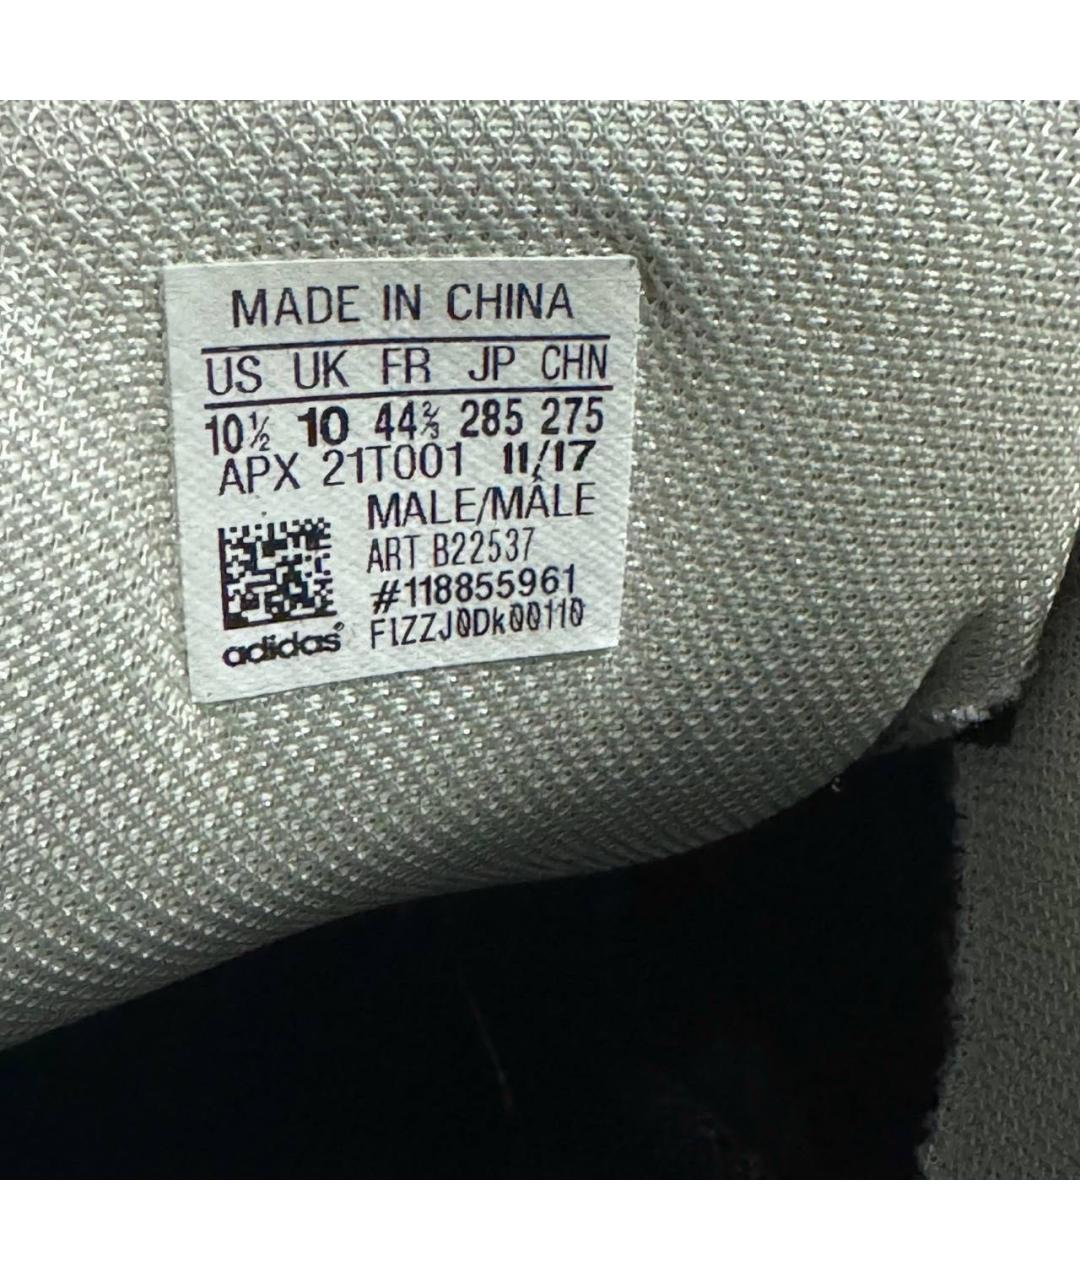 MADE IN CHINA
US UK FR JP CHN
10½ 10 44⅔ 285 275
APX 21T001 11/17
MALE/MÂLE
ART B22537
#118855961
FIZZJ0Dk00110
adidas